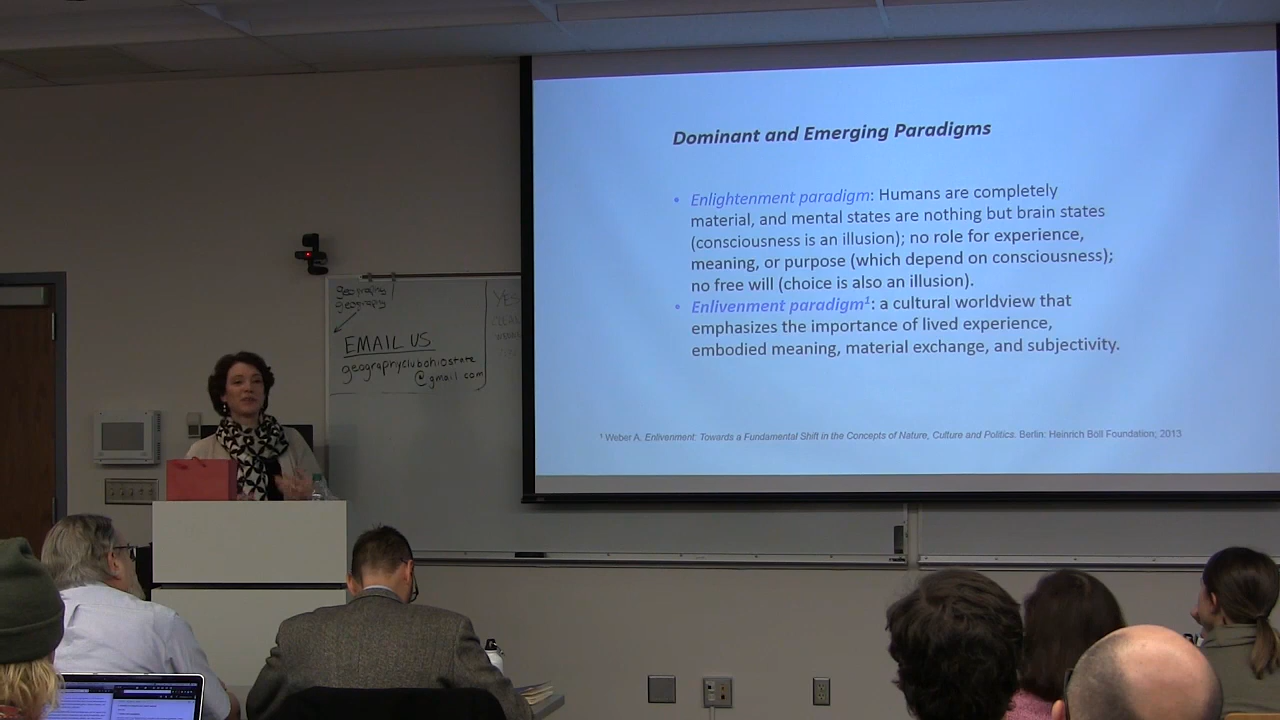 Dominant and Emerging Paradigms
• Enlightenment paradigm: Humans are completely
material, and mental states are nothing but brain states
(consciousness is an illusion); no role for experience,
meaning, or purpose (which depend on consciousness);
no free will (choice is also an illusion).
• Enlivenment paradigm¹: a cultural worldview that
emphasizes the importance of lived experience,
embodied meaning, material exchange, and subjectivity.
¹ Weber A. Enlivenment: Towards a Fundamental Shift in the Concepts of Nature, Culture and Politics. Berlin: Heinrich Böll Foundation; 2013
geography
geography
EMAIL US
geographyclubohiostate
@gmail.com
YES